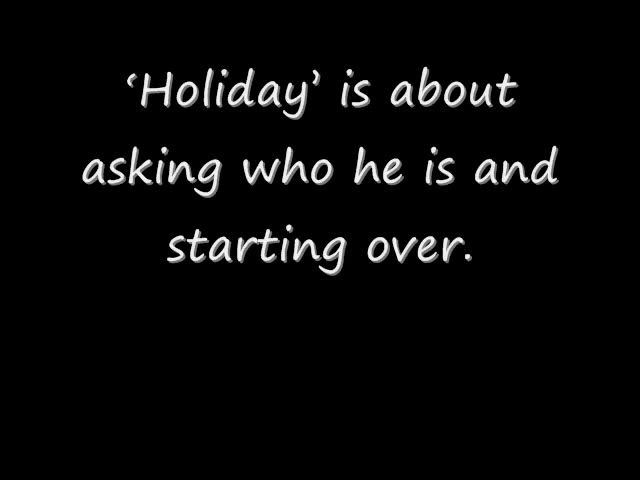 ‘Holiday’ is about
asking who he is and
starting over.